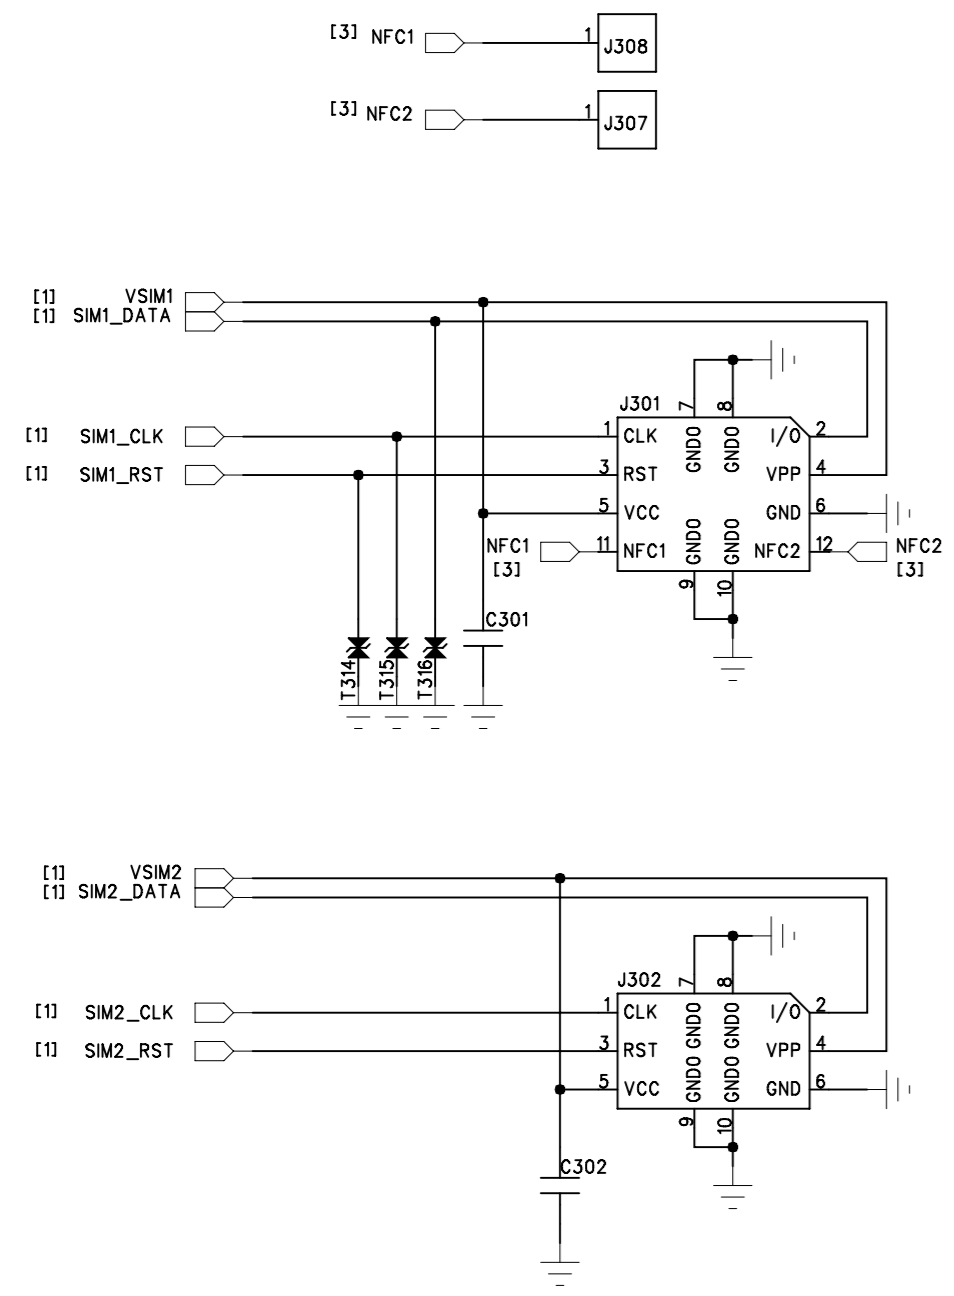 [3] NFC1 1 J308
[3] NFC2 1 J307
[1] VSIM1
[1] SIM1_DATA
J301 7 8
[1] SIM1_CLK 1 CLK GND0 GND0 I/O 2
[1] SIM1_RST 3 RST VPP 4
5 VCC GND0 GND0 GND 6
NFC1 11 NFC1 NFC2 12 NFC2
[3] [3]
9 10
C301
T314 T315 T316
[1] VSIM2
[1] SIM2_DATA
J302 7 8
[1] SIM2_CLK 1 CLK GND0 GND0 I/O 2
[1] SIM2_RST 3 RST VPP 4
5 VCC GND0 GND0 GND 6
9 10
C302